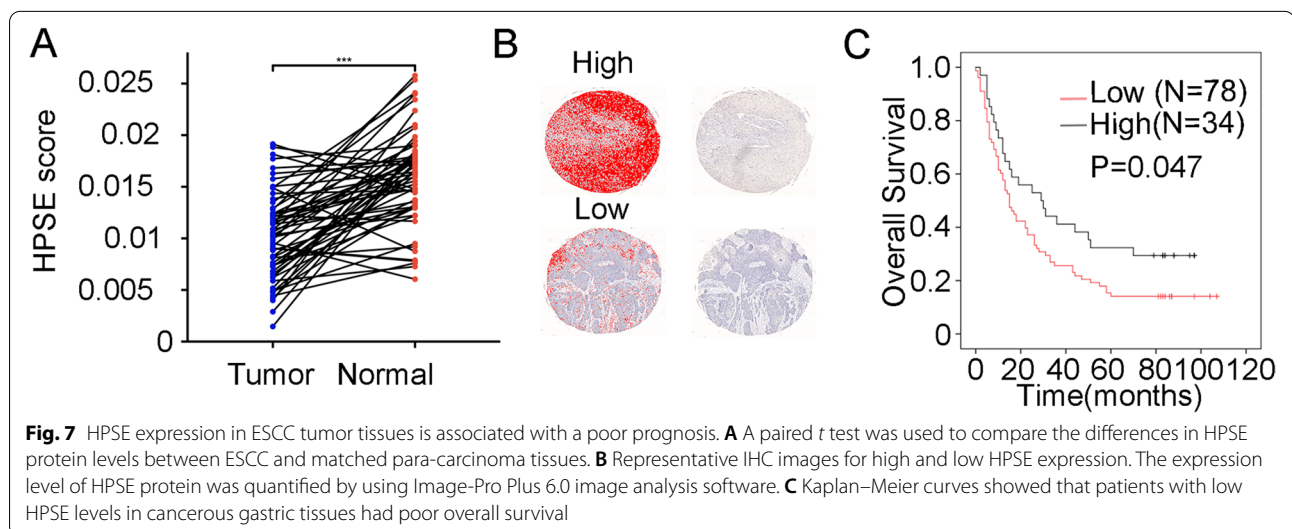 A
HPSE score
0.025
0.02
0.015
0.01
0.005
0
***
Tumor Normal
B
High
Low
C
Overall Survival
1.0
0.8
0.6
0.4
0.2
0
Low (N=78)
High(N=34)
P=0.047
0 20 40 60 80 100 120
Time(months)
Fig. 7 HPSE expression in ESCC tumor tissues is associated with a poor prognosis. A A paired t test was used to compare the differences in HPSE
protein levels between ESCC and matched para-carcinoma tissues. B Representative IHC images for high and low HPSE expression. The expression
level of HPSE protein was quantified by using Image-Pro Plus 6.0 image analysis software. C Kaplan–Meier curves showed that patients with low
HPSE levels in cancerous gastric tissues had poor overall survival